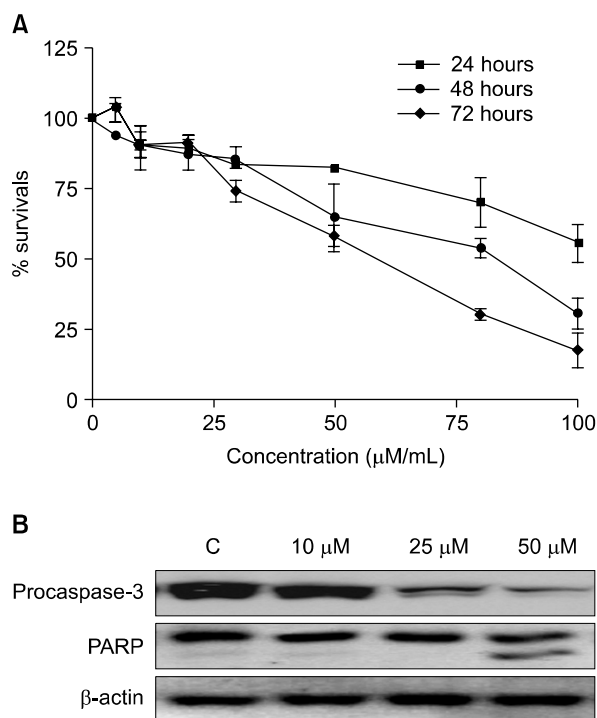 A
125
100
75
50
25
0
% survivals
24 hours
48 hours
72 hours
0 25 50 75 100
Concentration (μM/mL)
B
C 10 μM 25 μM 50 μM
Procaspase-3
PARP
β-actin